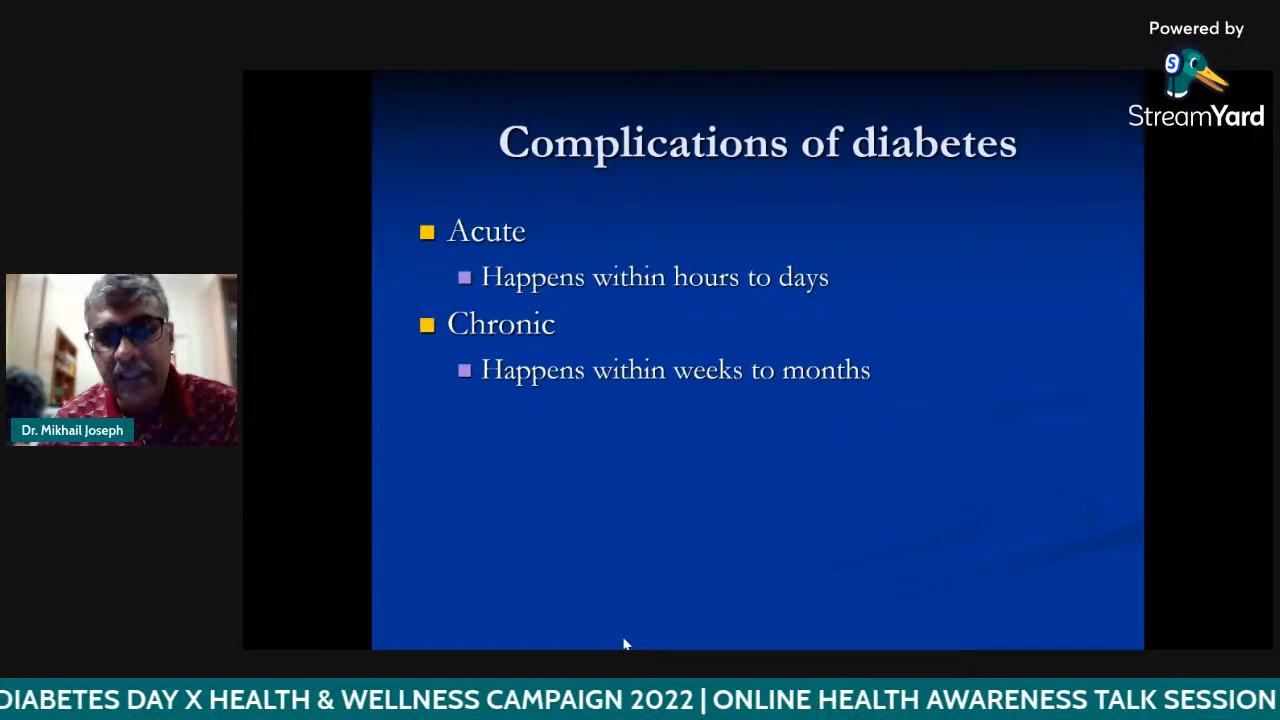 Powered by
S
StreamYard
Complications of diabetes
Acute
Happens within hours to days
Chronic
Happens within weeks to months
Dr. Mikhail Joseph
DIABETES DAY X HEALTH & WELLNESS CAMPAIGN 2022 | ONLINE HEALTH AWARENESS TALK SESSION